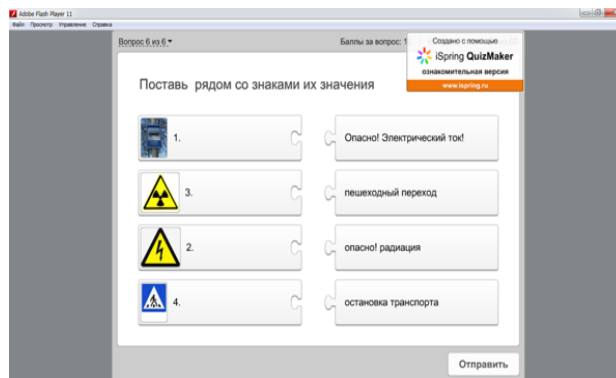 Adobe Flash Player 11
Файл Просмотр Управление Справка
Вопрос 6 из 6
Баллы за вопрос: 1
Создано с помощью
iSpring QuizMaker
ознакомительная версия
www.ispring.ru
Поставь рядом со знаками их значения
1. Опасно! Электрический ток!
3. пешеходный переход
2. опасно! радиация
4. остановка транспорта
Отправить